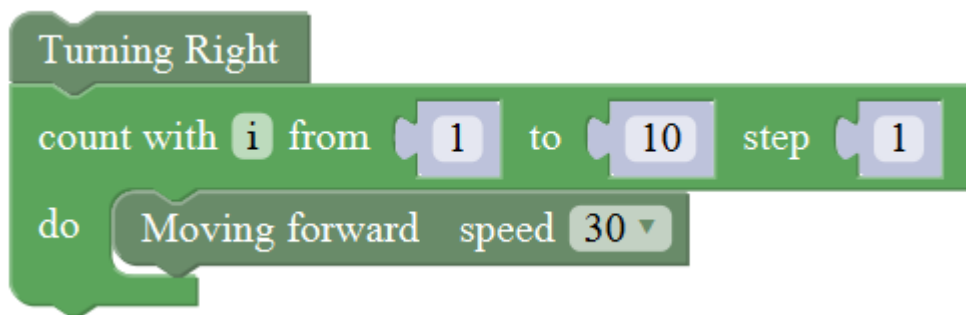 Turning Right
count with i from 1 to 10 step 1
do Moving forward speed 30